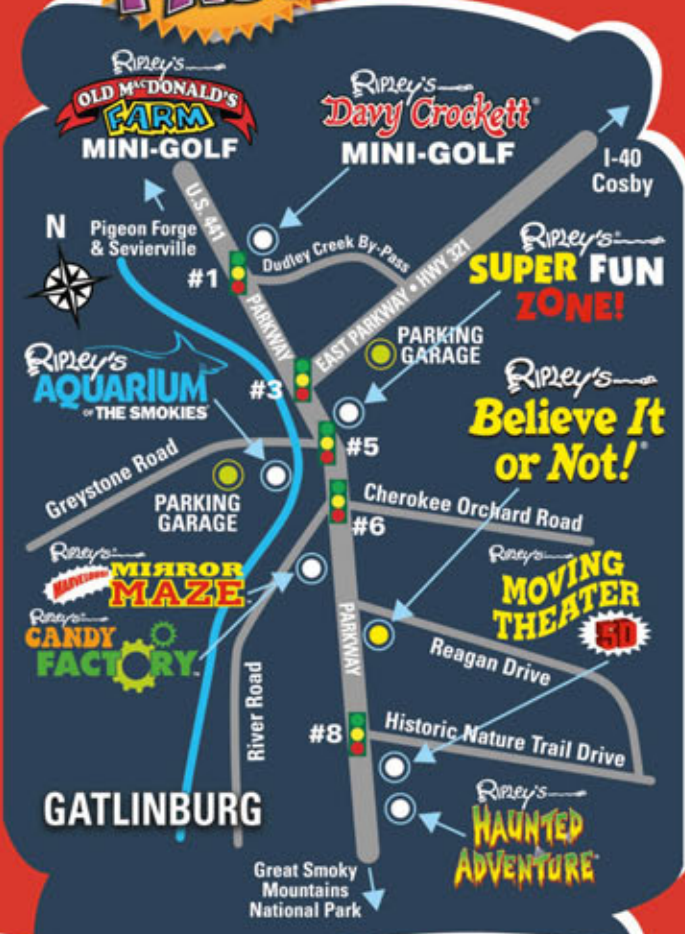 Ripley's
OLD MACDONALD'S
FARM
MINI-GOLF
Ripley's
Davy Crockett®
MINI-GOLF
I-40
Cosby
U.S. 441
N
Pigeon Forge
& Sevierville
#1
Dudley Creek By-Pass
Ripley's
SUPER FUN
ZONE!
PARKWAY
EAST PARKWAY • HWY 321
PARKING
GARAGE
#3
Ripley's
AQUARIUM
OF THE SMOKIES
Ripley's
Believe It
or Not!®
#5
Greystone Road
PARKING
GARAGE
Cherokee Orchard Road
#6
Ripley's
MARVELOUS
MIRROR
MAZE
Ripley's
MOVING
THEATER
5D
Ripley's
CANDY
FACTORY™
PARKWAY
Reagan Drive
River Road
#8
Historic Nature Trail Drive
GATLINBURG
Ripley's
HAUNTED
ADVENTURE
Great Smoky
Mountains
National Park